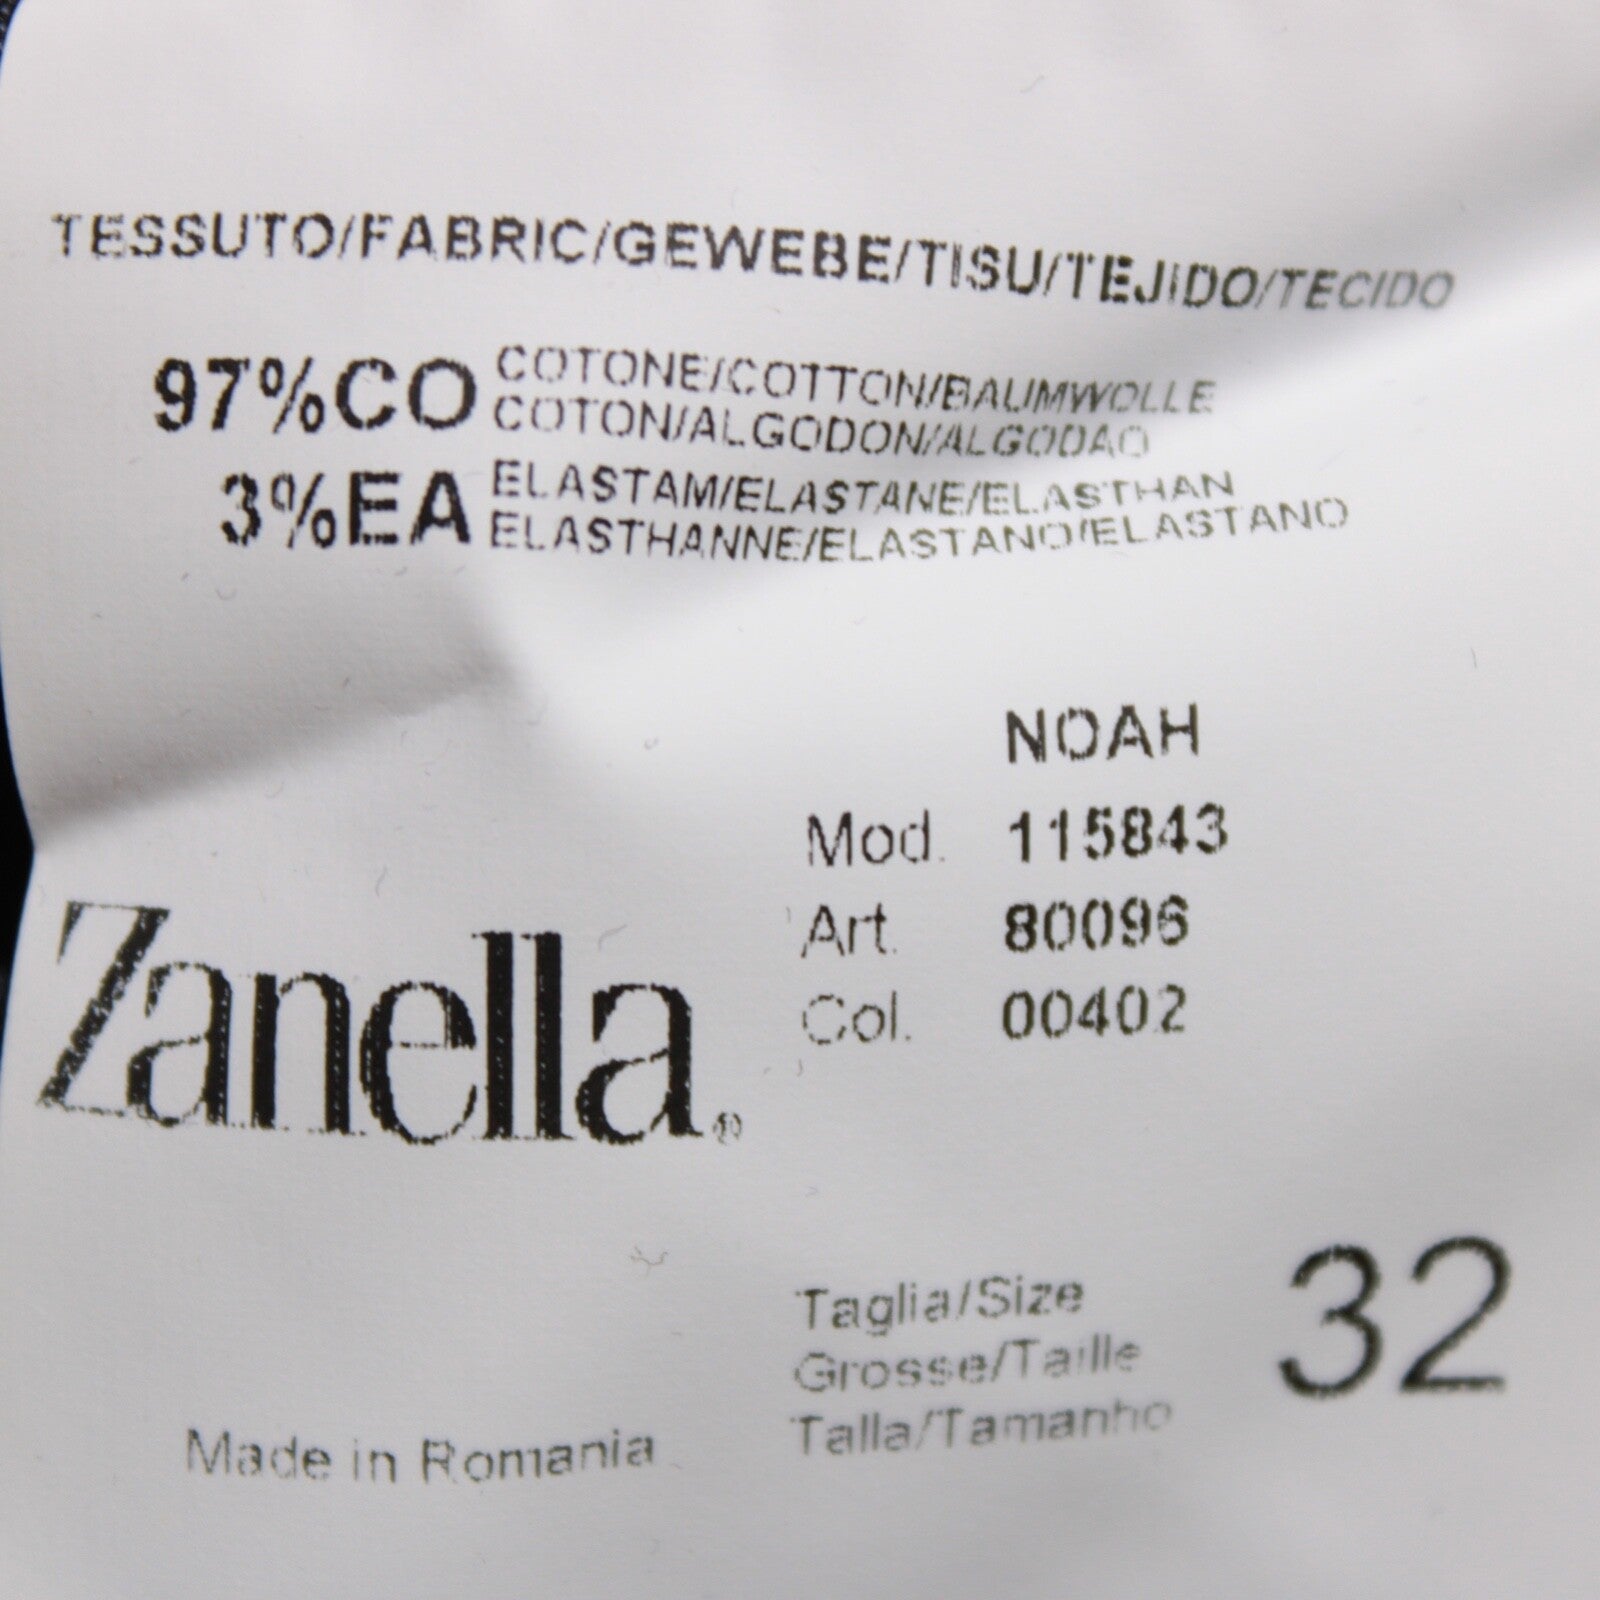 TESSUTO/FABRIC/GEWEBE/TISU/TEJIDO/TECIDO
97%CO COTONE/COTTON/BAUMWOLLE
COTON/ALGODON/ALGODAO
3%EA ELASTAM/ELASTANE/ELASTHAN
ELASTHANNE/ELASTANO/ELASTANO
NOAH
Mod. 115843
Art. 80096
Col. 00402
Zanella®
Taglia/Size
Grosse/Taille
Talla/Tamanho
32
Made in Romania